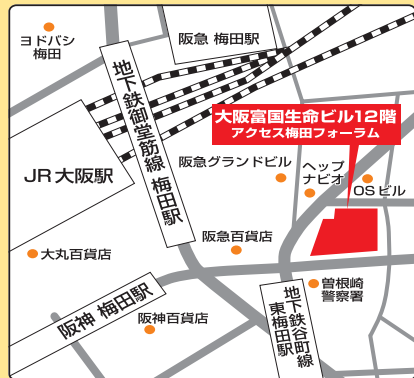 ヨドバシ
梅田
阪急 梅田駅
地下鉄御堂筋線 梅田駅
大阪富国生命ビル12階
アクセス梅田フォーラム
JR大阪駅
阪急グランドビル
ヘップ
ナビオ
OSビル
大丸百貨店
阪急百貨店
阪神 梅田駅
阪神百貨店
地下鉄谷町線
東梅田駅
曽根崎
警察署